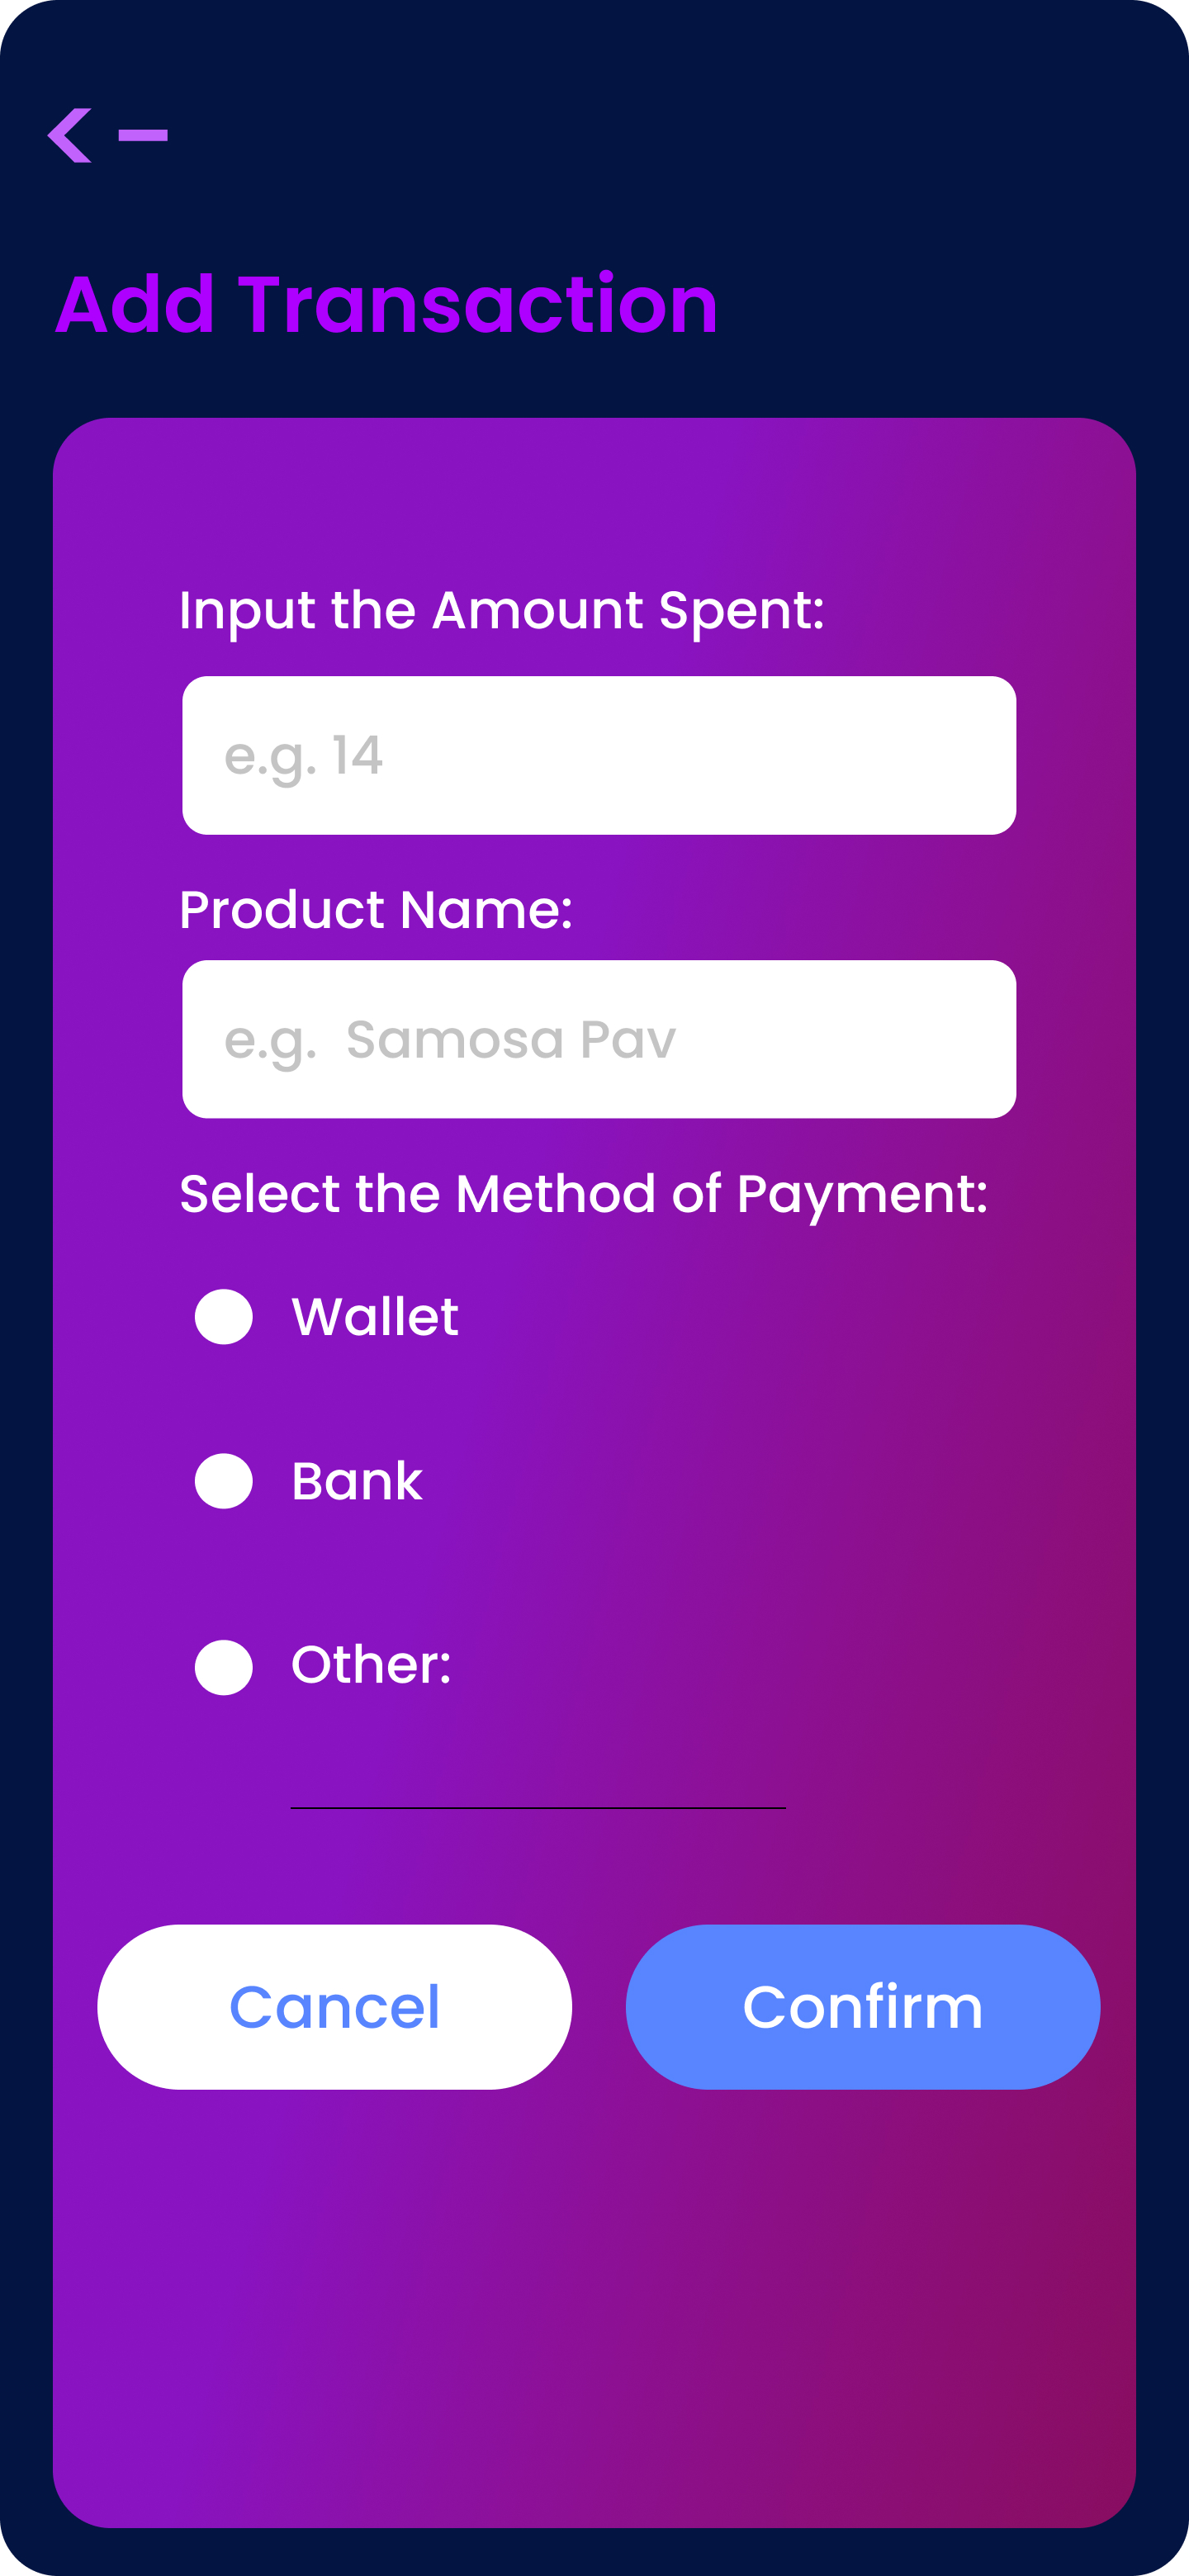 Add Transaction
Input the Amount Spent:
e.g. 14
Product Name:
e.g.  Samosa Pav
Select the Method of Payment:
Wallet
Bank
Other:
Cancel
Confirm